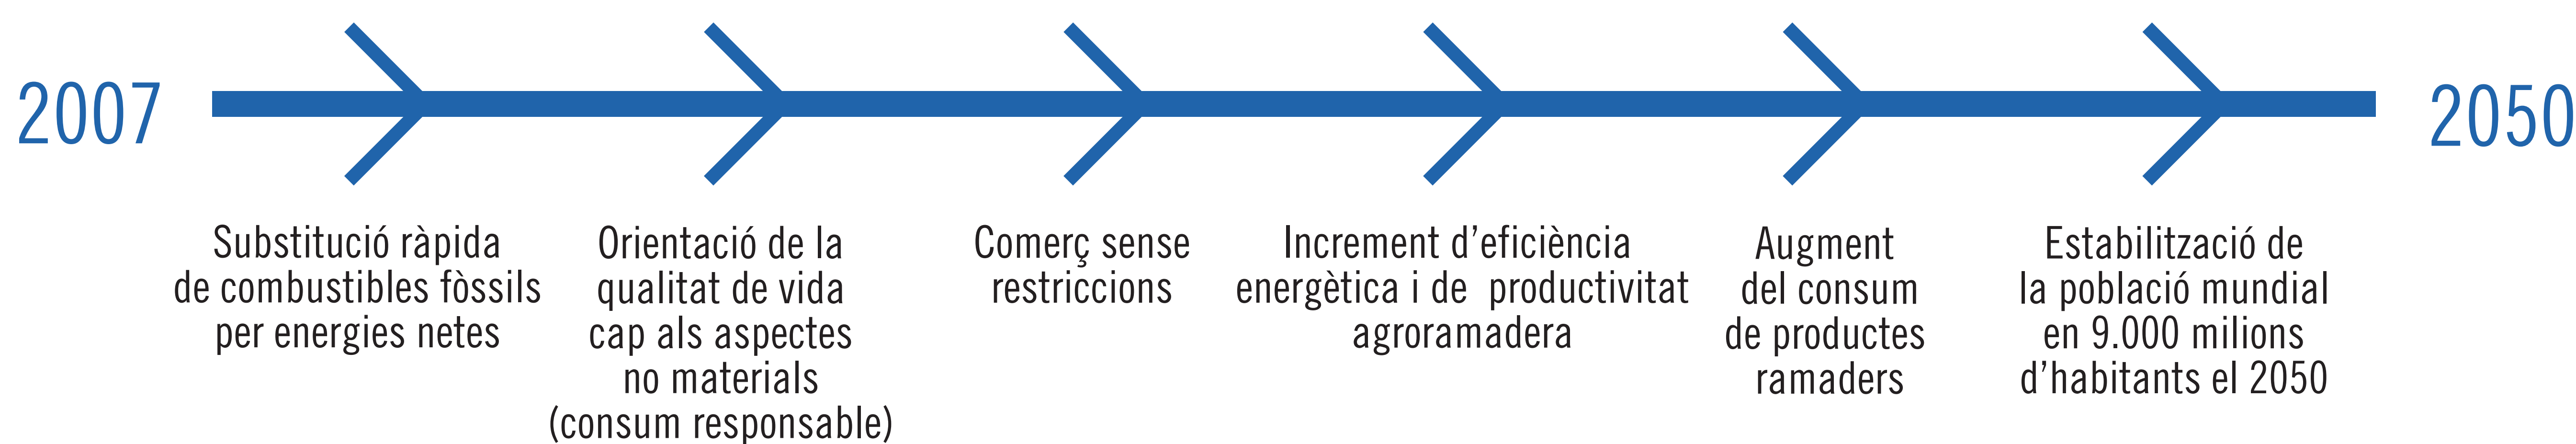 2007
Substitució ràpida
de combustibles fòssils
per energies netes
Orientació de la
qualitat de vida
cap als aspectes
no materials
(consum responsable)
Comerç sense
restriccions
Increment d’eficiència
energètica i de productivitat
agroramadera
Augment
del consum
de productes
ramaders
Estabilització de
la població mundial
en 9.000 milions
d’habitants el 2050
2050